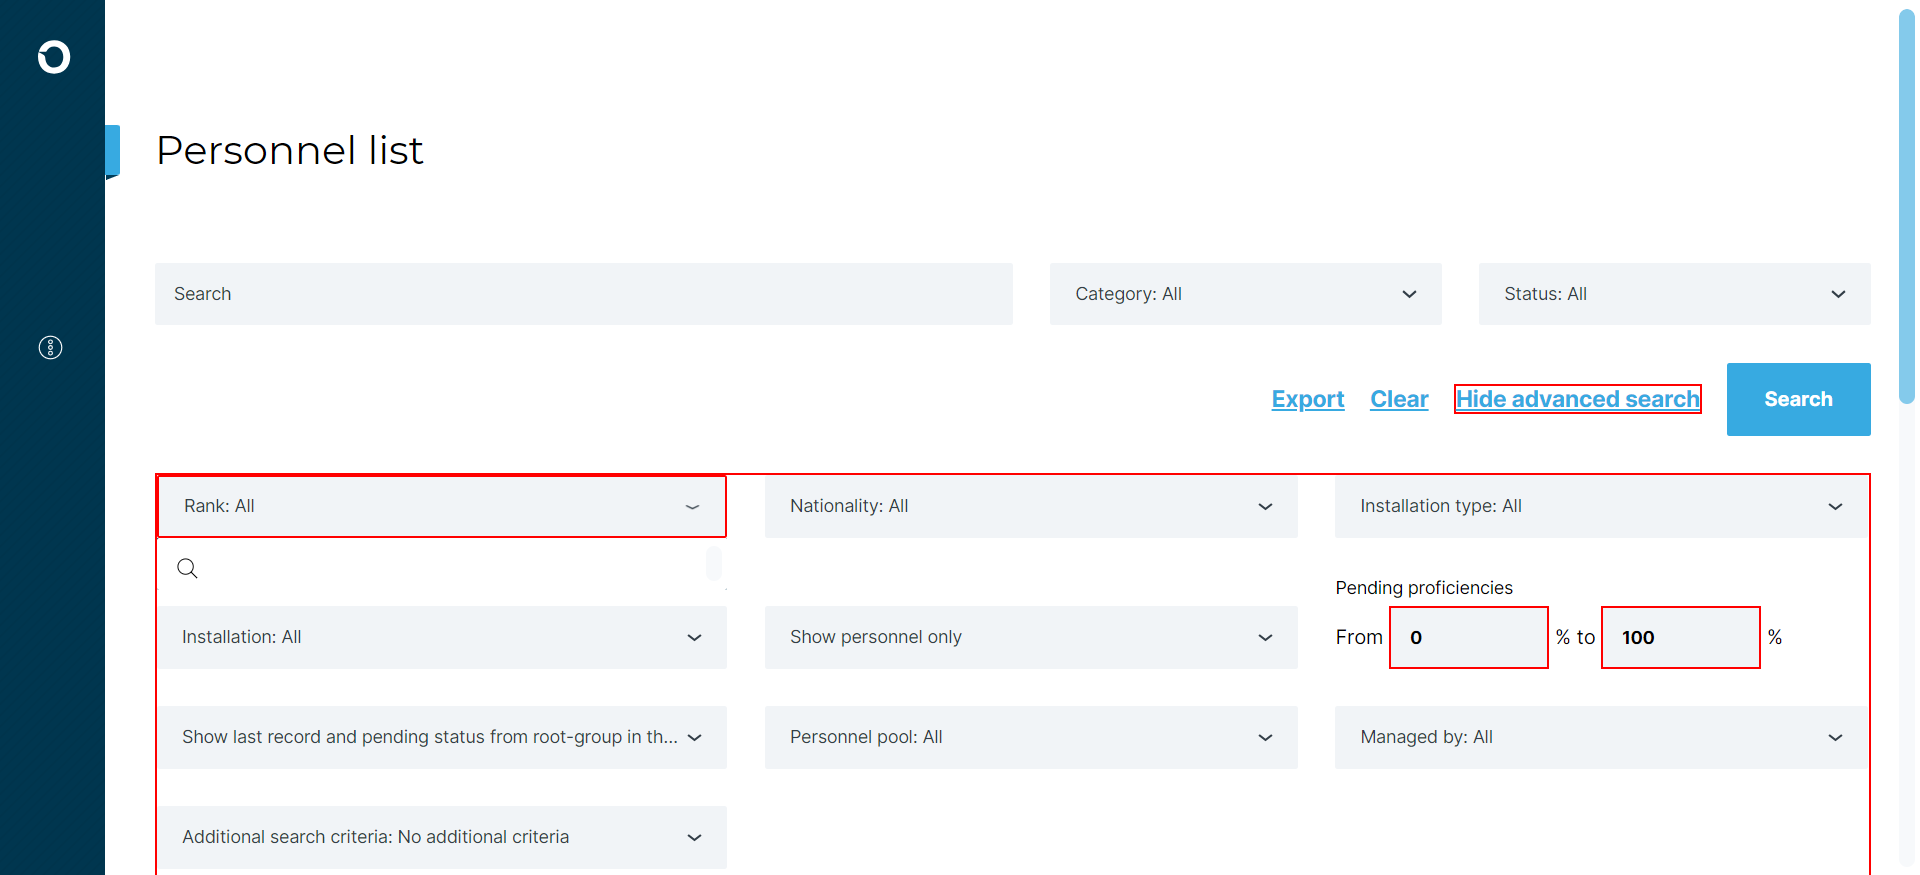 Personnel list
Search
Category: All
Status: All
Export
Clear
Hide advanced search
Search
Rank: All
Nationality: All
Installation type: All
Pending proficiencies
Installation: All
Show personnel only
From 0 % to 100 %
Show last record and pending status from root-group in th...
Personnel pool: All
Managed by: All
Additional search criteria: No additional criteria